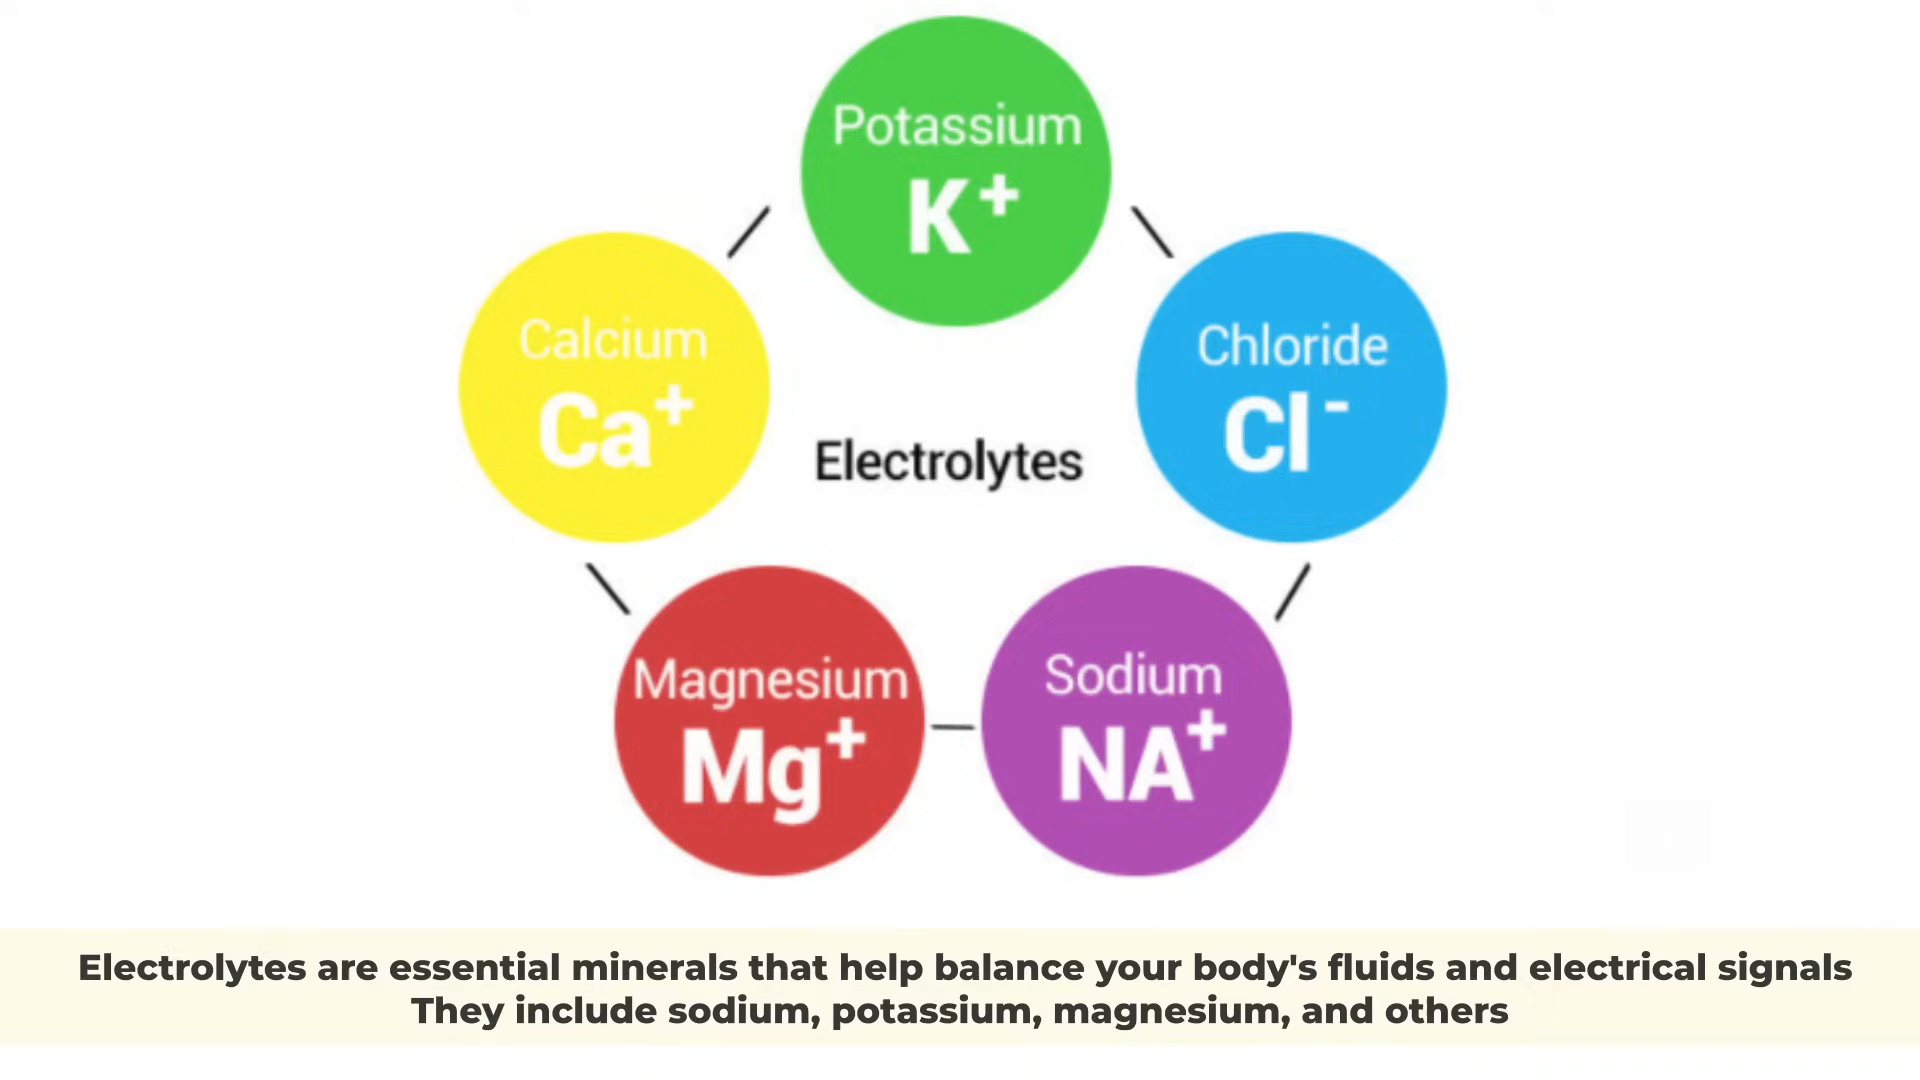 Potassium
K+
Calcium
Ca+
Chloride
Cl-
Electrolytes
Magnesium
Mg+
Sodium
NA+
Electrolytes are essential minerals that help balance your body's fluids and electrical signals
They include sodium, potassium, magnesium, and others